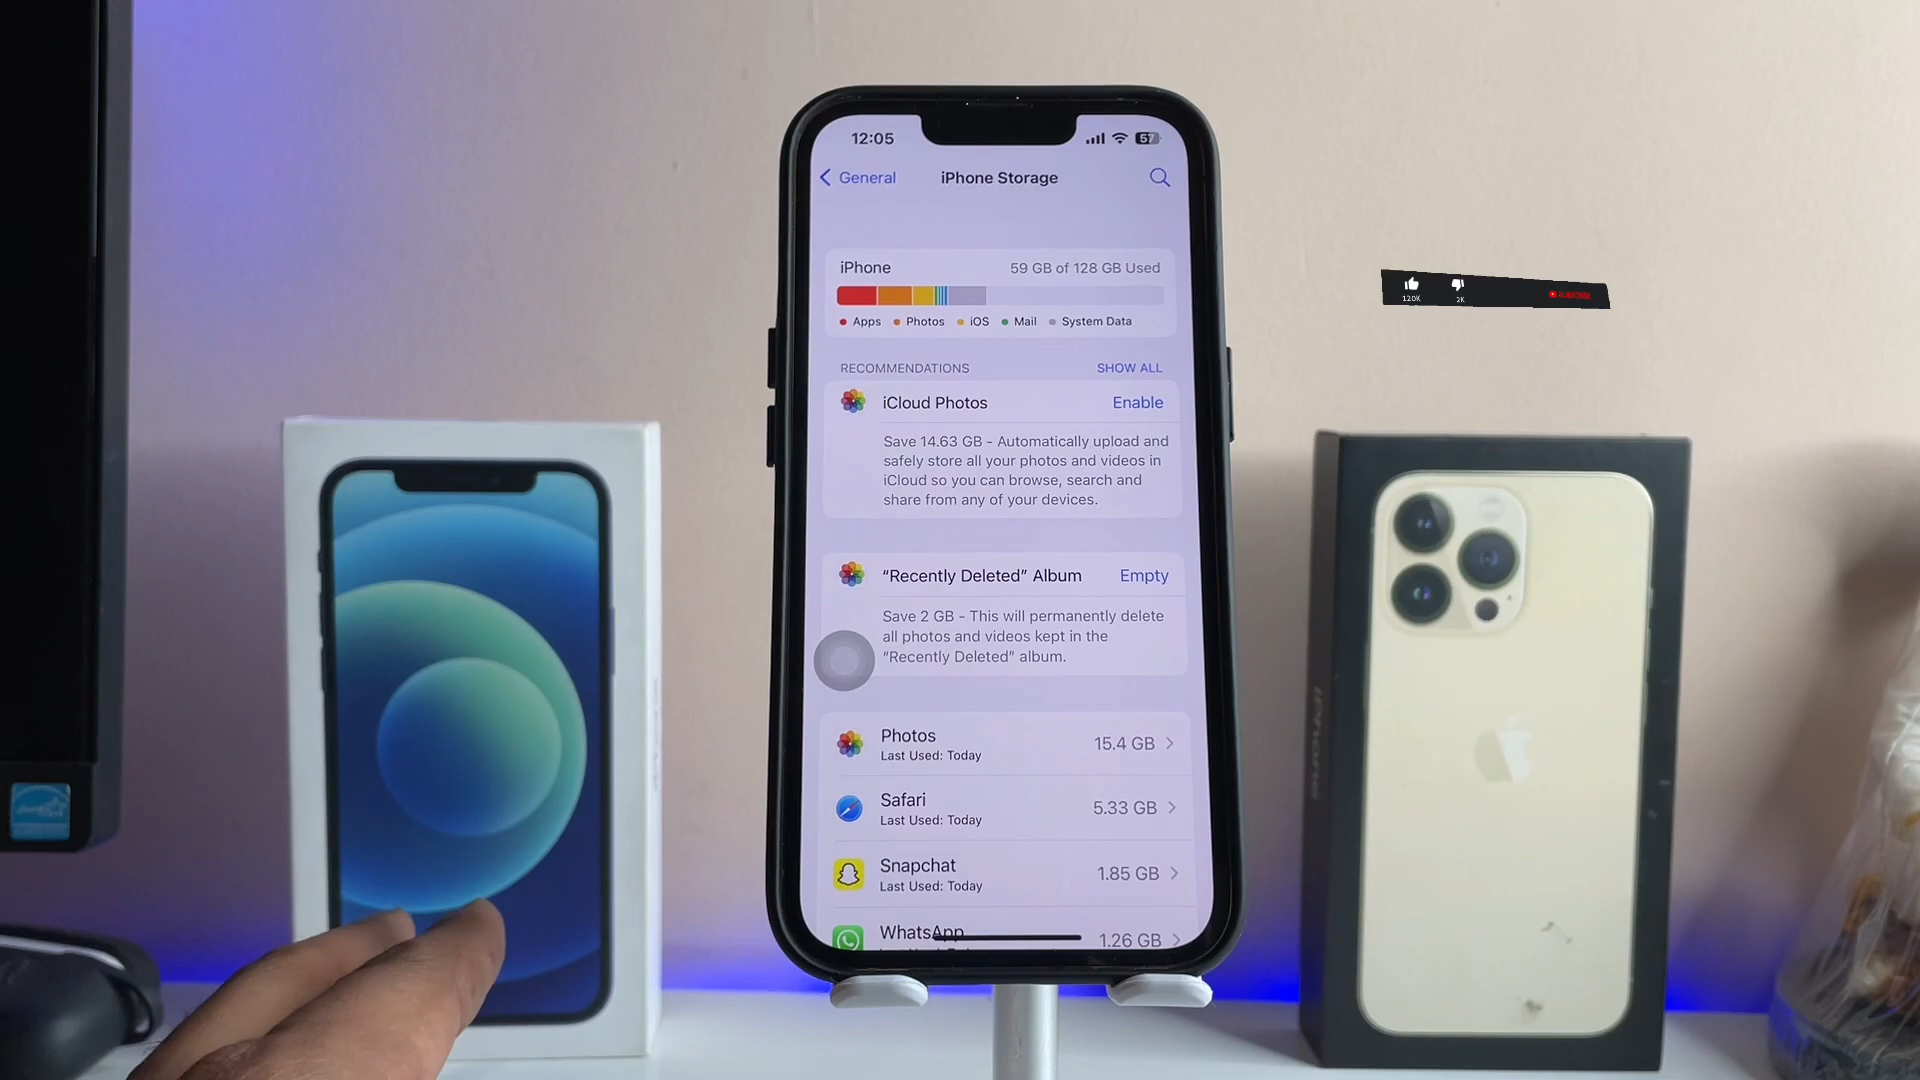 12:05
57
General
iPhone Storage
iPhone
59 GB of 128 GB Used
Apps
Photos
iOS
Mail
System Data
RECOMMENDATIONS
SHOW ALL
iCloud Photos
Enable
Save 14.63 GB - Automatically upload and
safely store all your photos and videos in
iCloud so you can browse, search and
share from any of your devices.
“Recently Deleted” Album
Empty
Save 2 GB - This will permanently delete
all photos and videos kept in the
“Recently Deleted” album.
Photos
15.4 GB
Last Used: Today
Safari
5.33 GB
Last Used: Today
Snapchat
1.85 GB
Last Used: Today
WhatsApp
1.26 GB
120K
2K
SUBSCRIBE
iPhone